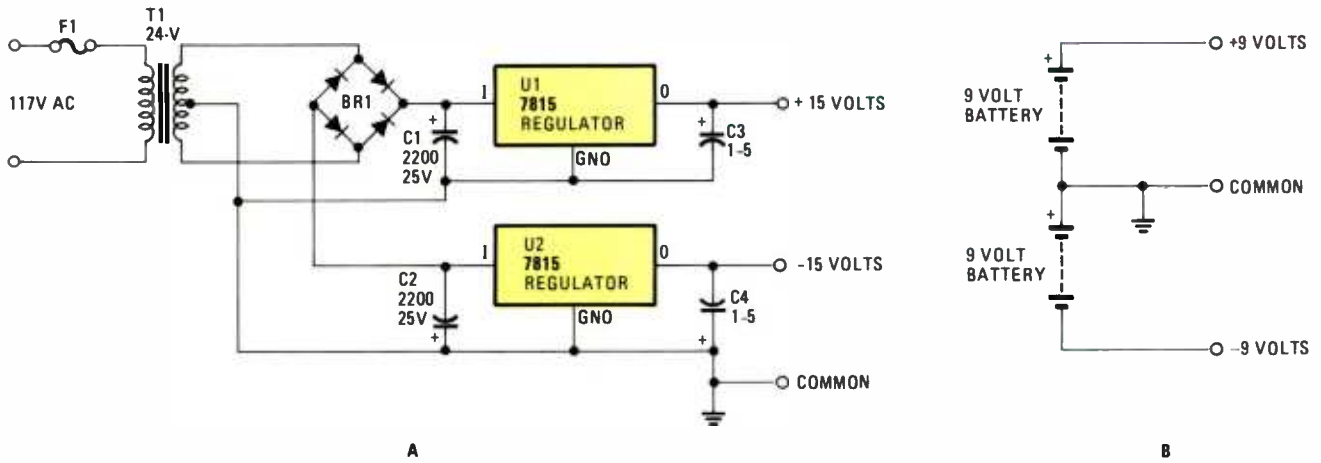 F1
T1
24-V
117V AC
BR1
C1
2200
25V
+
I
U1
7815
REGULATOR
O
GNO
+
C3
1-5
+ 15 VOLTS
C2
2200
25V
+
I
U2
7815
REGULATOR
O
GNO
C4
1-5
+
-15 VOLTS
COMMON
A
+
9 VOLT
BATTERY
+9 VOLTS
COMMON
+
9 VOLT
BATTERY
-9 VOLTS
B